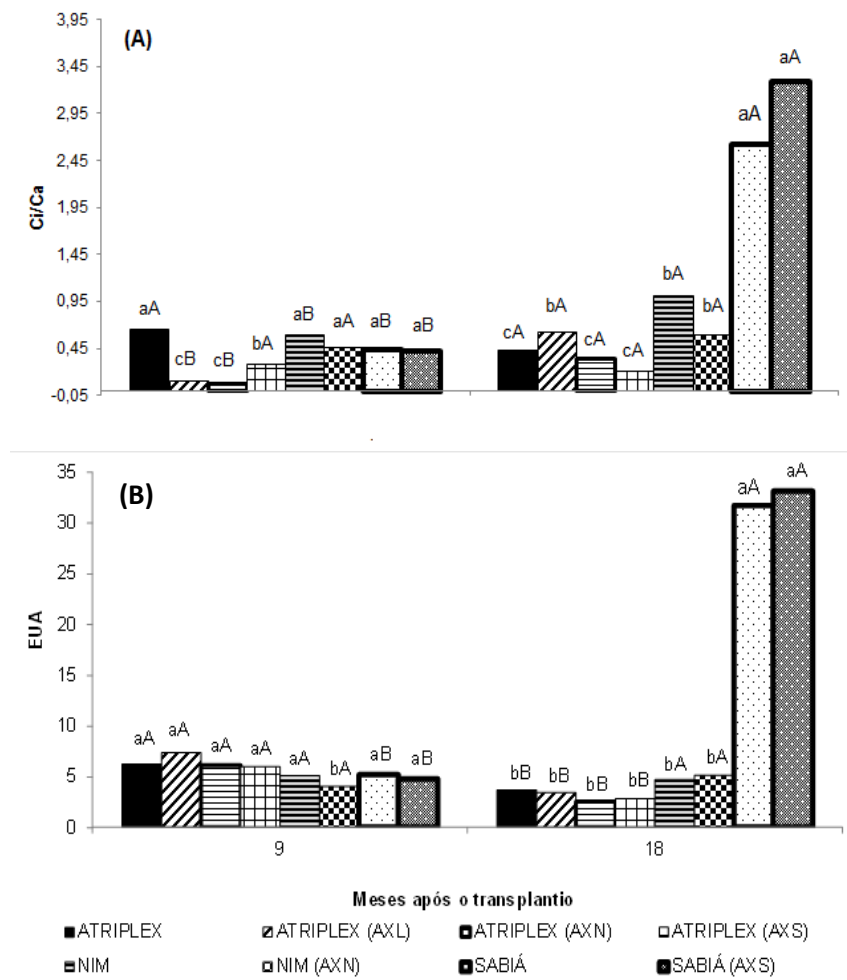 (A)
3,95
3,45
2,95
2,45
1,95
1,45
0,95
0,45
-0,05
Ci/Ca
aA cB cB bA aB aA aB aB cA bA cA cA bA bA aA aA
(B)
35
30
25
20
15
10
5
0
EUA
aA aA aA aA aA bA aB aB bB bB bB bB bA bA aA aA
9 18
Meses após o transplantio
ATRIPLEX ATRIPLEX (AXL) ATRIPLEX (AXN) ATRIPLEX (AXS)
NIM NIM (AXN) SABIÁ SABIÁ (AXS)